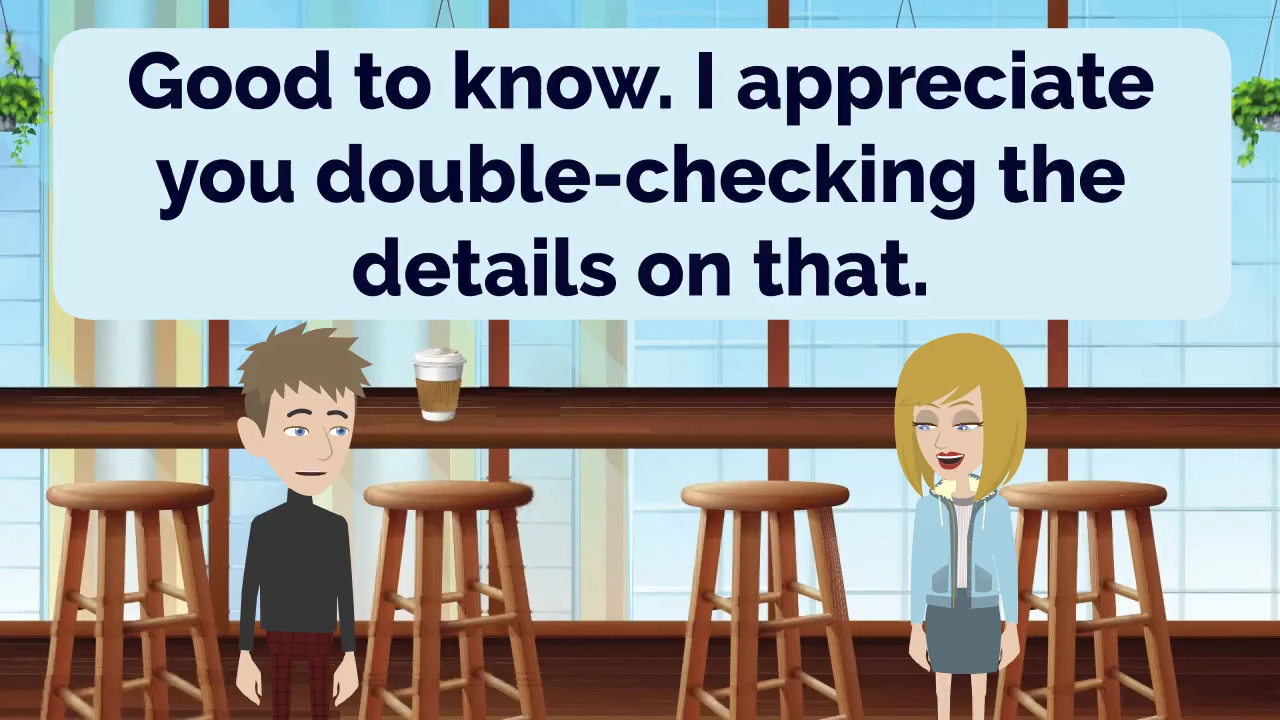 Good to know. I appreciate
you double-checking the
details on that.